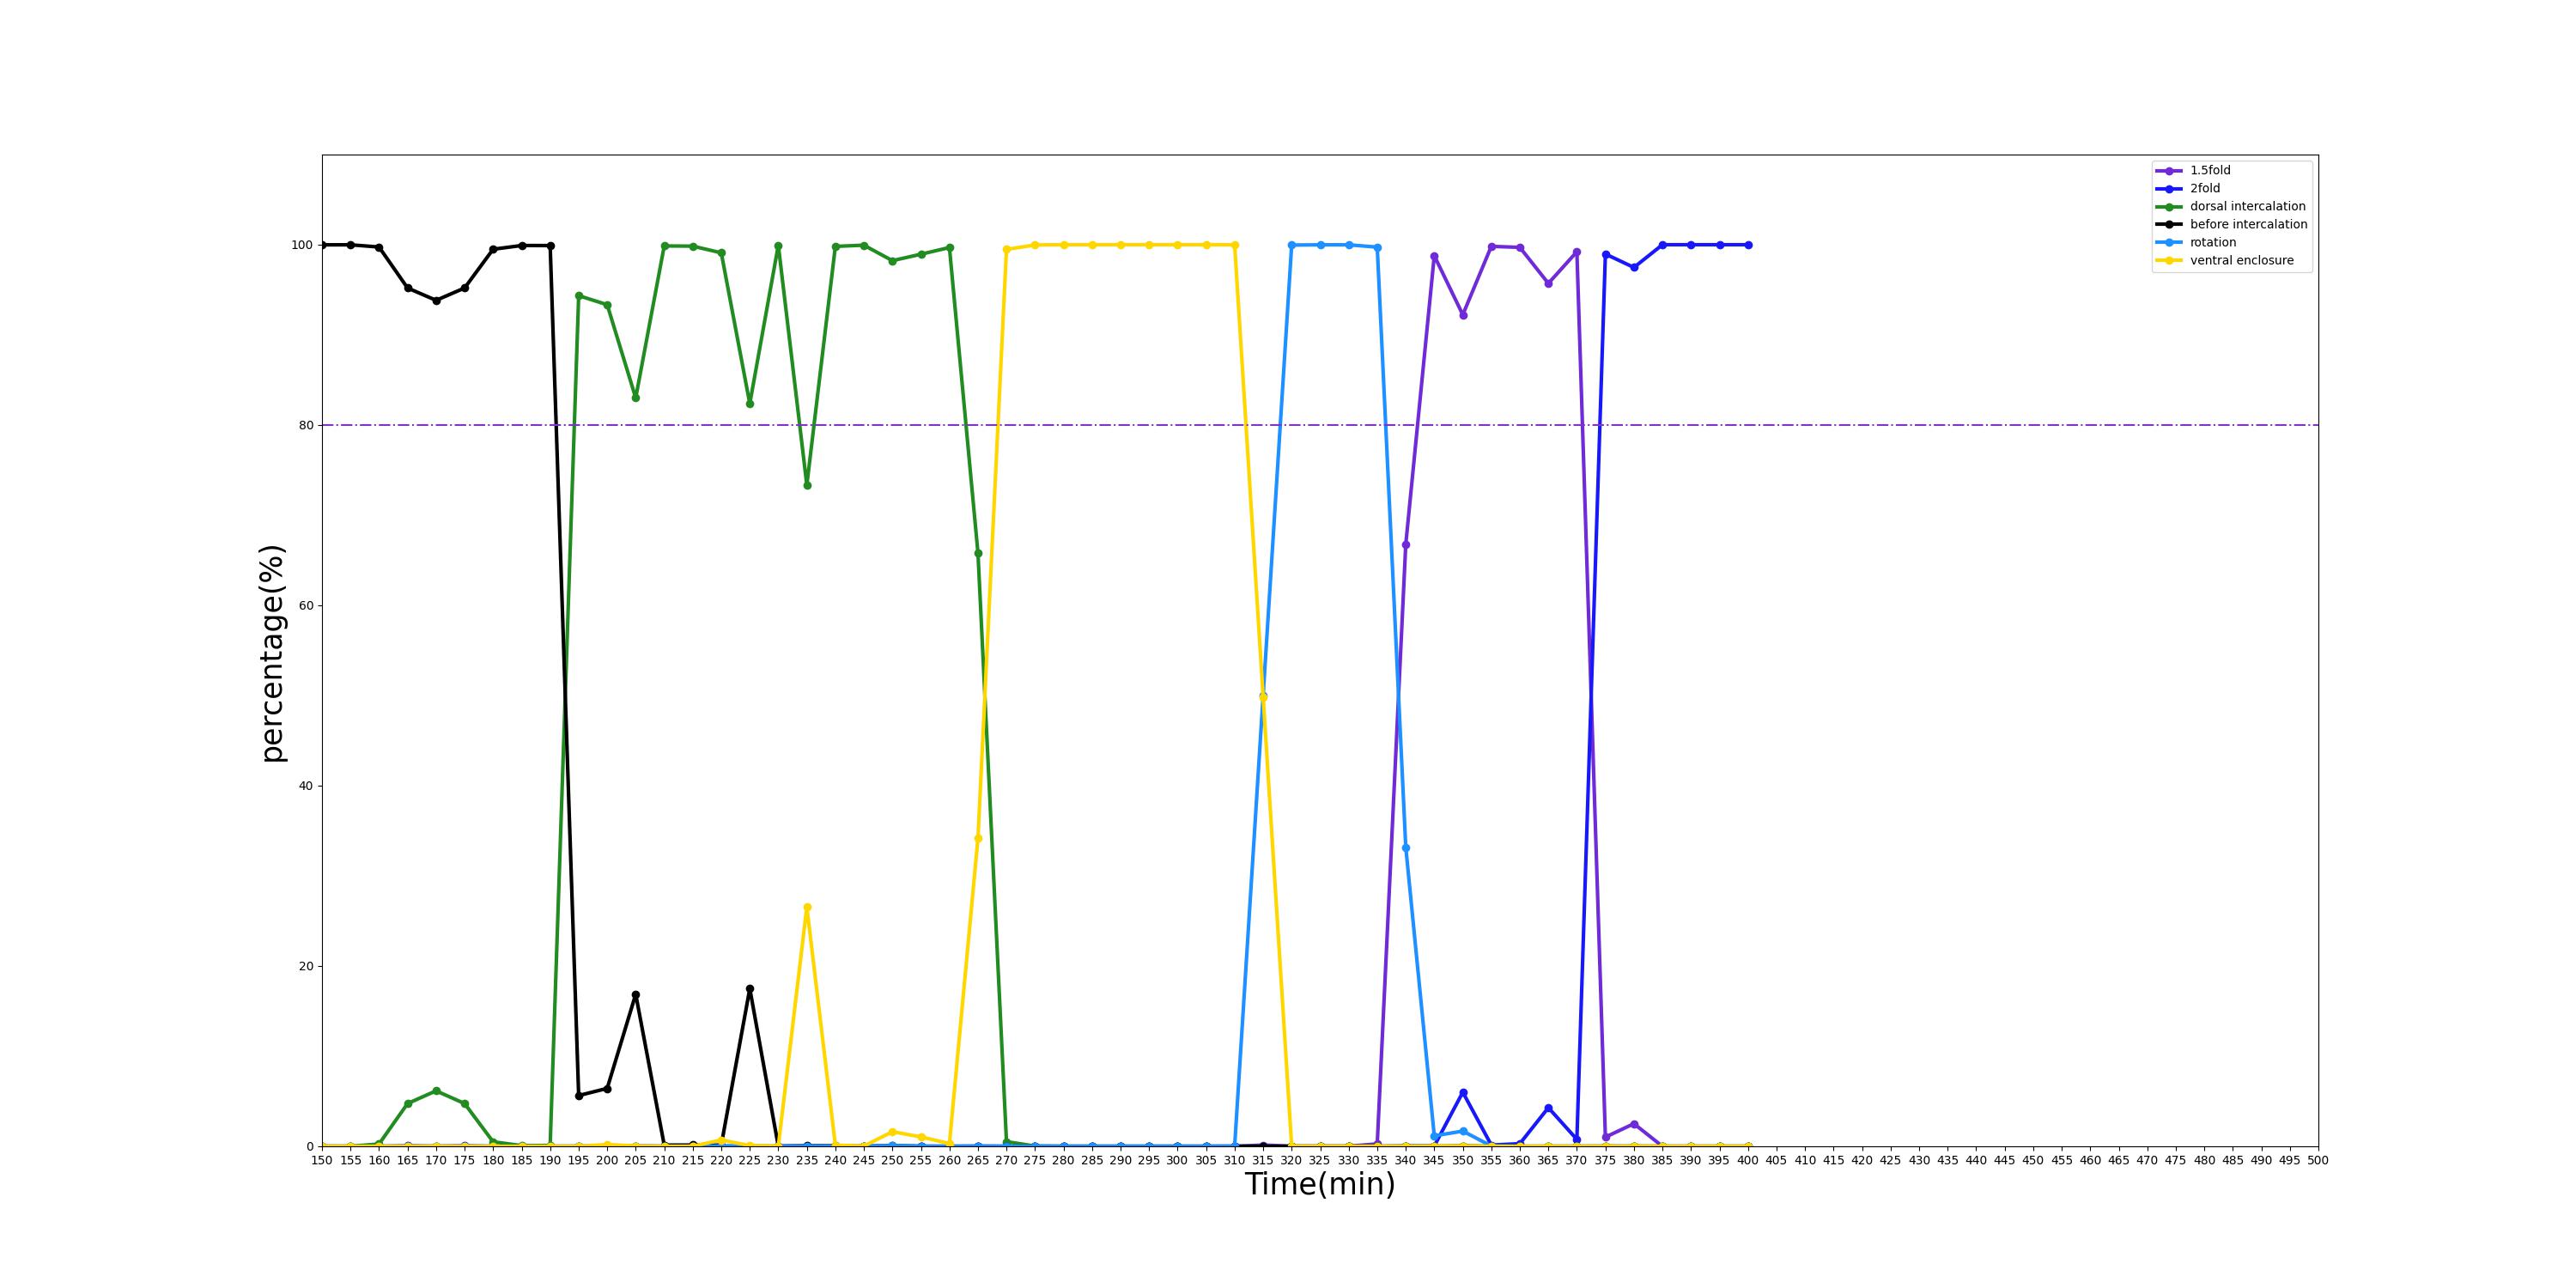 1.5fold
2fold
dorsal intercalation
before intercalation
rotation
ventral enclosure
100
80
60
40
20
0
percentage(%)
150 155 160 165 170 175 180 185 190 195 200 205 210 215 220 225 230 235 240 245 250 255 260 265 270 275 280 285 290 295 300 305 310 315 320 325 330 335 340 345 350 355 360 365 370 375 380 385 390 395 400 405 410 415 420 425 430 435 440 445 450 455 460 465 470 475 480 485 490 495 500
Time(min)